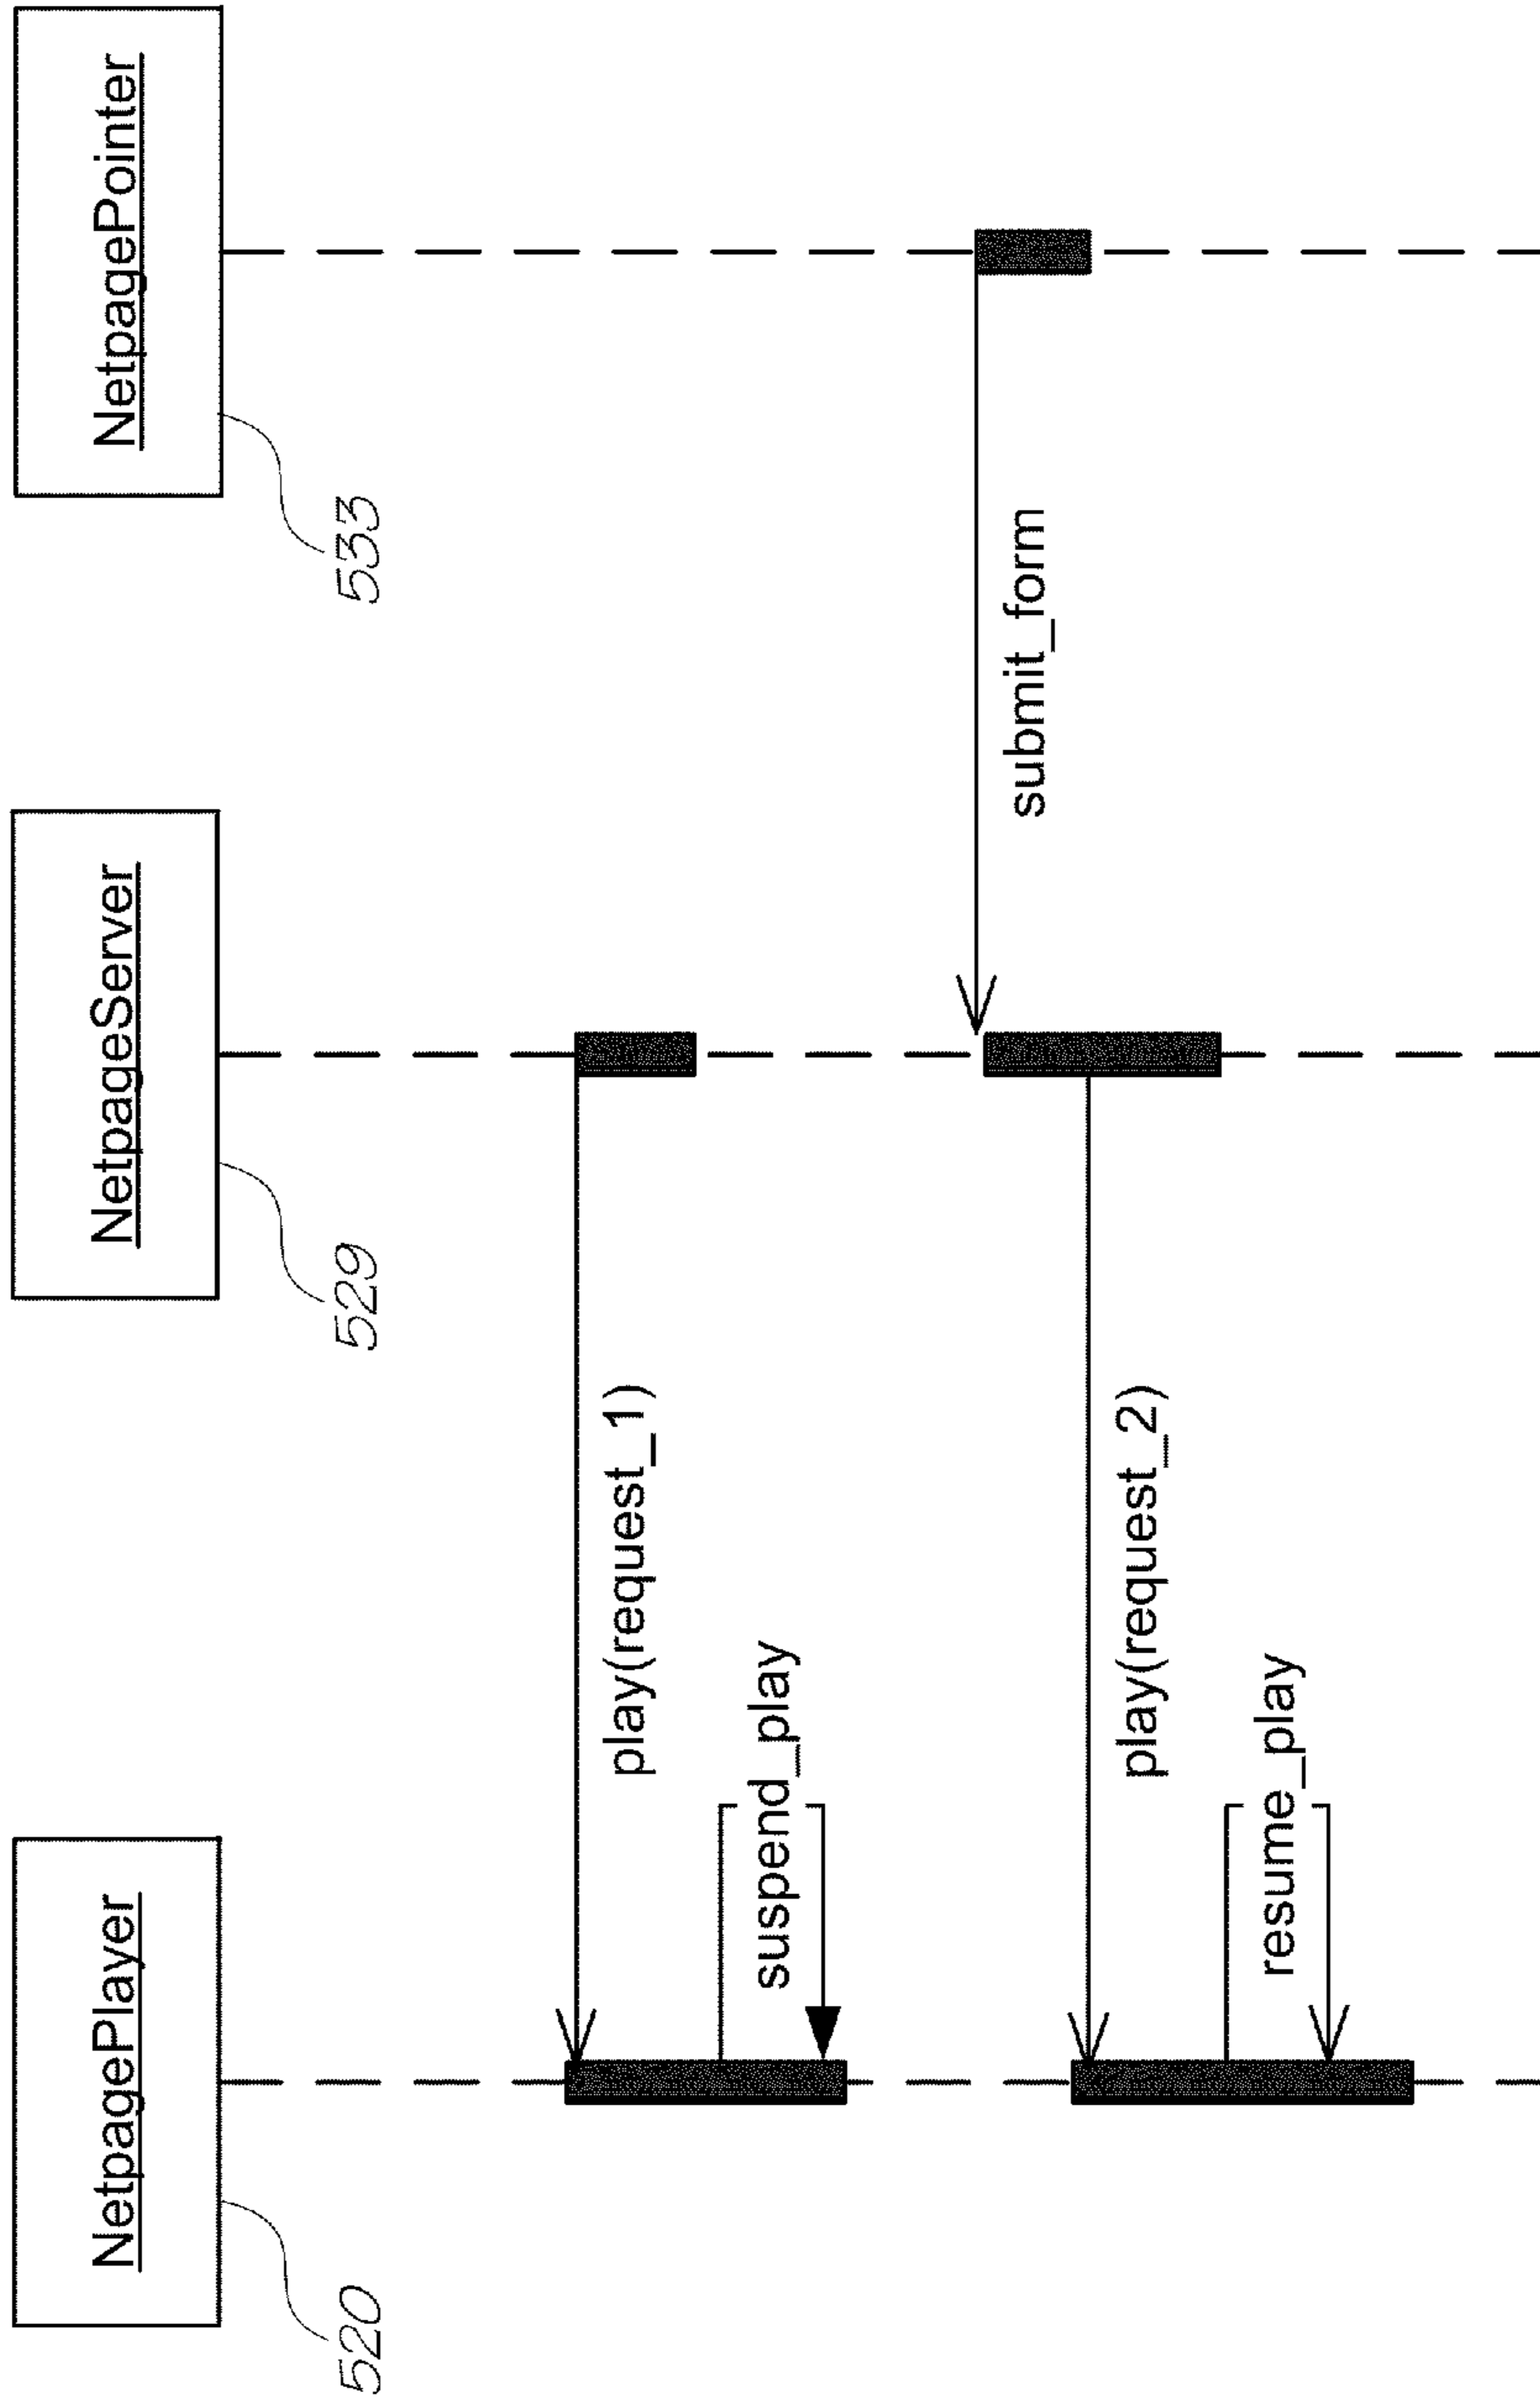 NetpagePlayer
NetpageServer
NetpagePointer
520
529
533
play(request_1)
suspend_play
submit_form
play(request_2)
resume_play